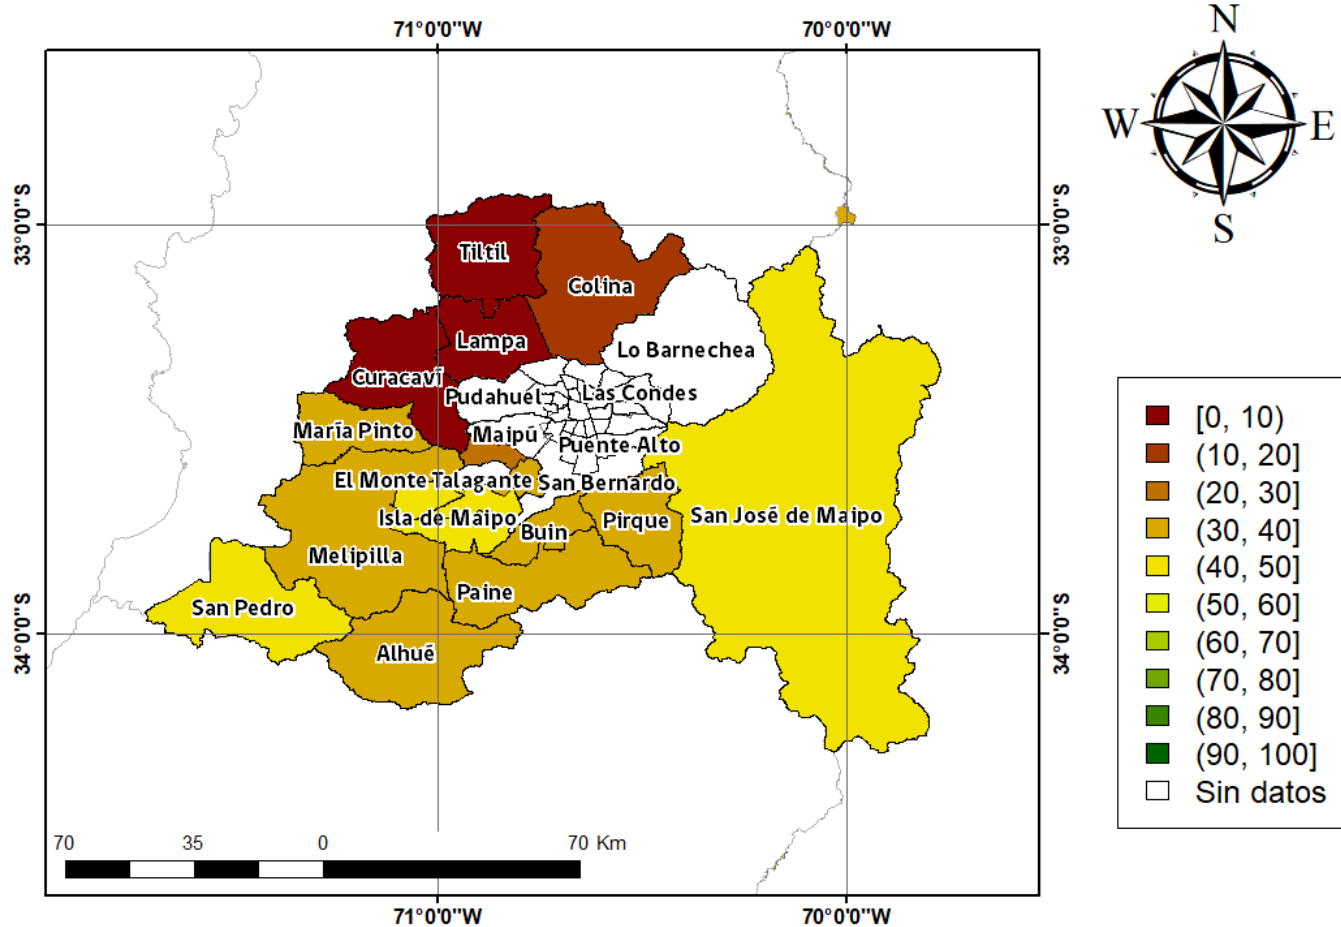 71°0'0"W
70°0'0"W
N
W
E
S
33°0'0"S
33°0'0"S
Tiltil
Colina
Lampa
Lo Barnechea
Curacaví
Pudahuel
Las Condes
María Pinto
Maipú
Puente Alto
El Monte
Talagante
San Bernardo
Isla de Maipo
Buin
Pirque
San José de Maipo
Melipilla
Paine
San Pedro
Alhué
34°0'0"S
34°0'0"S
[0, 10)
(10, 20]
(20, 30]
(30, 40]
(40, 50]
(50, 60]
(60, 70]
(70, 80]
(80, 90]
(90, 100]
Sin datos
70 35 0 70 Km
71°0'0"W
70°0'0"W